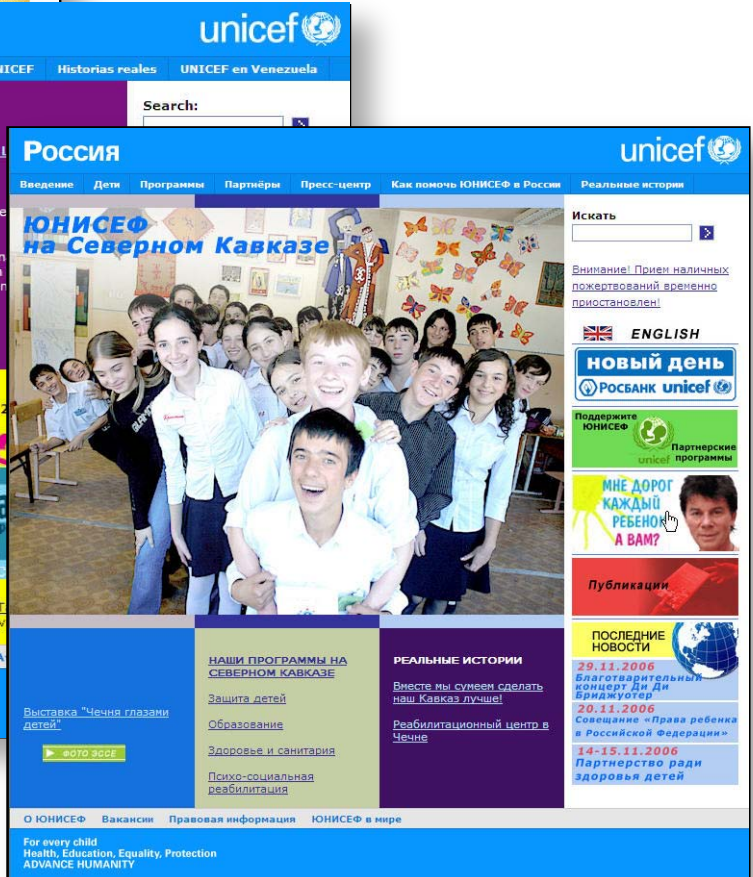 unicef
Historias reales UNICEF en Venezuela
Search:
Россия
unicef
Введение Дети Программы Партнёры Пресс-центр Как помочь ЮНИСЕФ в России Реальные истории
ЮНИСЕФ
на Северном Кавказе
Искать
Внимание! Прием наличных
пожертвований временно
приостановлен!
ENGLISH
НОВЫЙ ДЕНЬ
РОСБАНК unicef
Поддержите
ЮНИСЕФ
unicef
Партнерские
программы
МНЕ ДОРОГ
КАЖДЫЙ
РЕБЕНОК
А ВАМ?
Публикации
ПОСЛЕДНИЕ
НОВОСТИ
29.11.2006
Благотварительный
концерт Ди Ди
Бриджуотер
20.11.2006
Совещание «Права ребенка
в Российской Федерации»
14-15.11.2006
Партнерство ради
здоровья детей
Выставка "Чечня глазами
детей"
ФОТО ЭССЕ
НАШИ ПРОГРАММЫ НА
СЕВЕРНОМ КАВКАЗЕ
Защита детей
Образование
Здоровье и санитария
Психо-социальная
реабилитация
РЕАЛЬНЫЕ ИСТОРИИ
Вместе мы сумеем сделать
наш Кавказ лучше!
Реабилитационный центр в
Чечне
О ЮНИСЕФ Вакансии Правовая информация ЮНИСЕФ в мире
For every child
Health, Education, Equality, Protection
ADVANCE HUMANITY